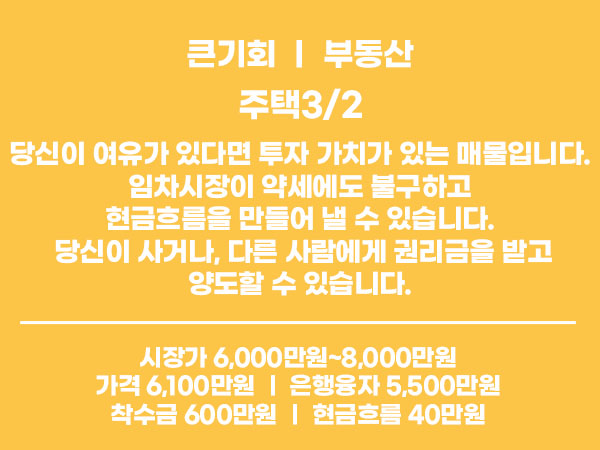 큰기회 | 부동산
주택3/2
당신이 여유가 있다면 투자 가치가 있는 매물입니다.
임차시장이 약세에도 불구하고
현금흐름을 만들어 낼 수 있습니다.
당신이 사거나, 다른 사람에게 권리금을 받고
양도할 수 있습니다.
시장가 6,000만원~8,000만원
가격 6,100만원 | 은행융자 5,500만원
착수금 600만원 | 현금흐름 40만원